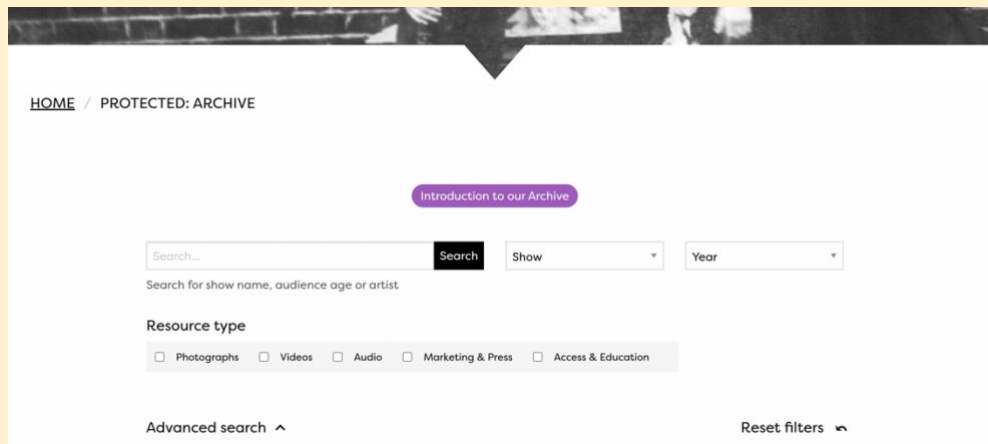 HOME / PROTECTED: ARCHIVE
Introduction to our Archive
Search... Search Show Year
Search for show name, audience age or artist
Resource type
Photographs Videos Audio Marketing & Press Access & Education
Advanced search Reset filters